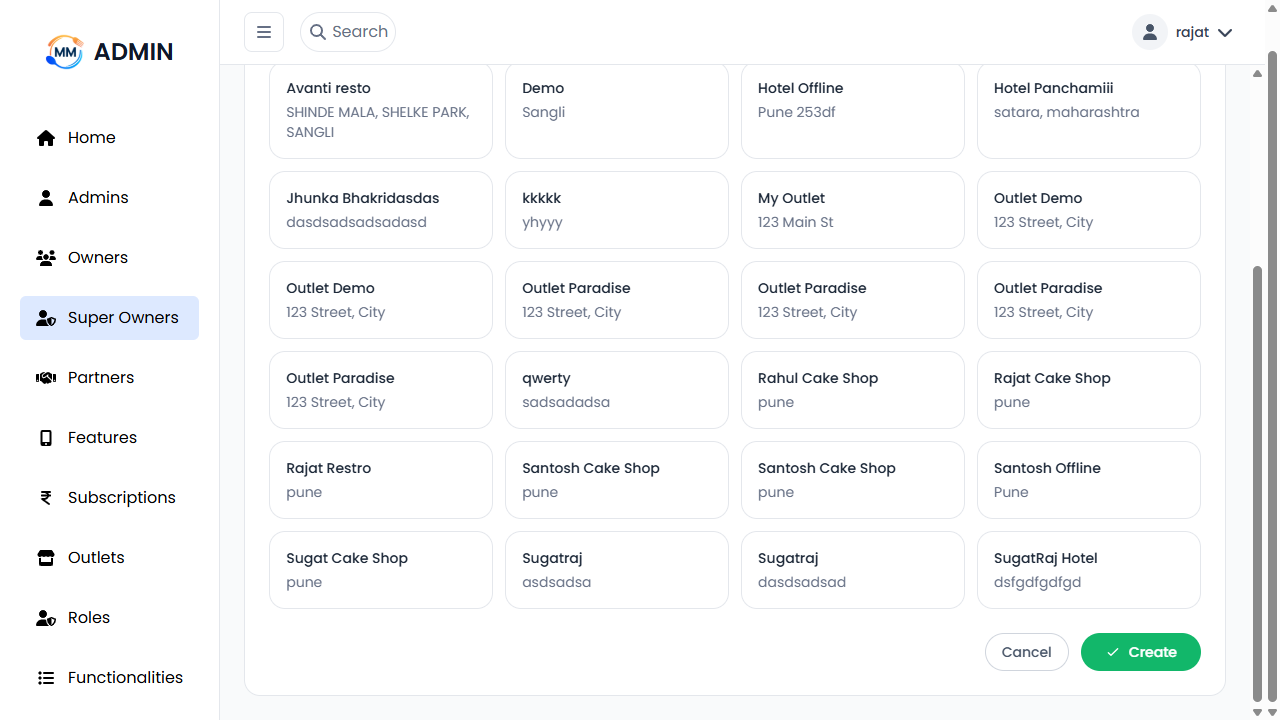 MM ADMIN
Search
rajat
Home
Admins
Owners
Super Owners
Partners
Features
Subscriptions
Outlets
Roles
Functionalities
Avanti resto
SHINDE MALA, SHELKE PARK,
SANGLI
Demo
Sangli
Hotel Offline
Pune 253df
Hotel Panchamiii
satara, maharashtra
Jhunka Bhakridasdas
dasdsadsadsadasd
kkkkk
yhyyy
My Outlet
123 Main St
Outlet Demo
123 Street, City
Outlet Demo
123 Street, City
Outlet Paradise
123 Street, City
Outlet Paradise
123 Street, City
Outlet Paradise
123 Street, City
Outlet Paradise
123 Street, City
qwerty
sadsadadsa
Rahul Cake Shop
pune
Rajat Cake Shop
pune
Rajat Restro
pune
Santosh Cake Shop
pune
Santosh Cake Shop
pune
Santosh Offline
Pune
Sugat Cake Shop
pune
Sugatraj
asdsadsa
Sugatraj
dasdsadsad
SugatRaj Hotel
dsfgdfgdfgd
Cancel
Create